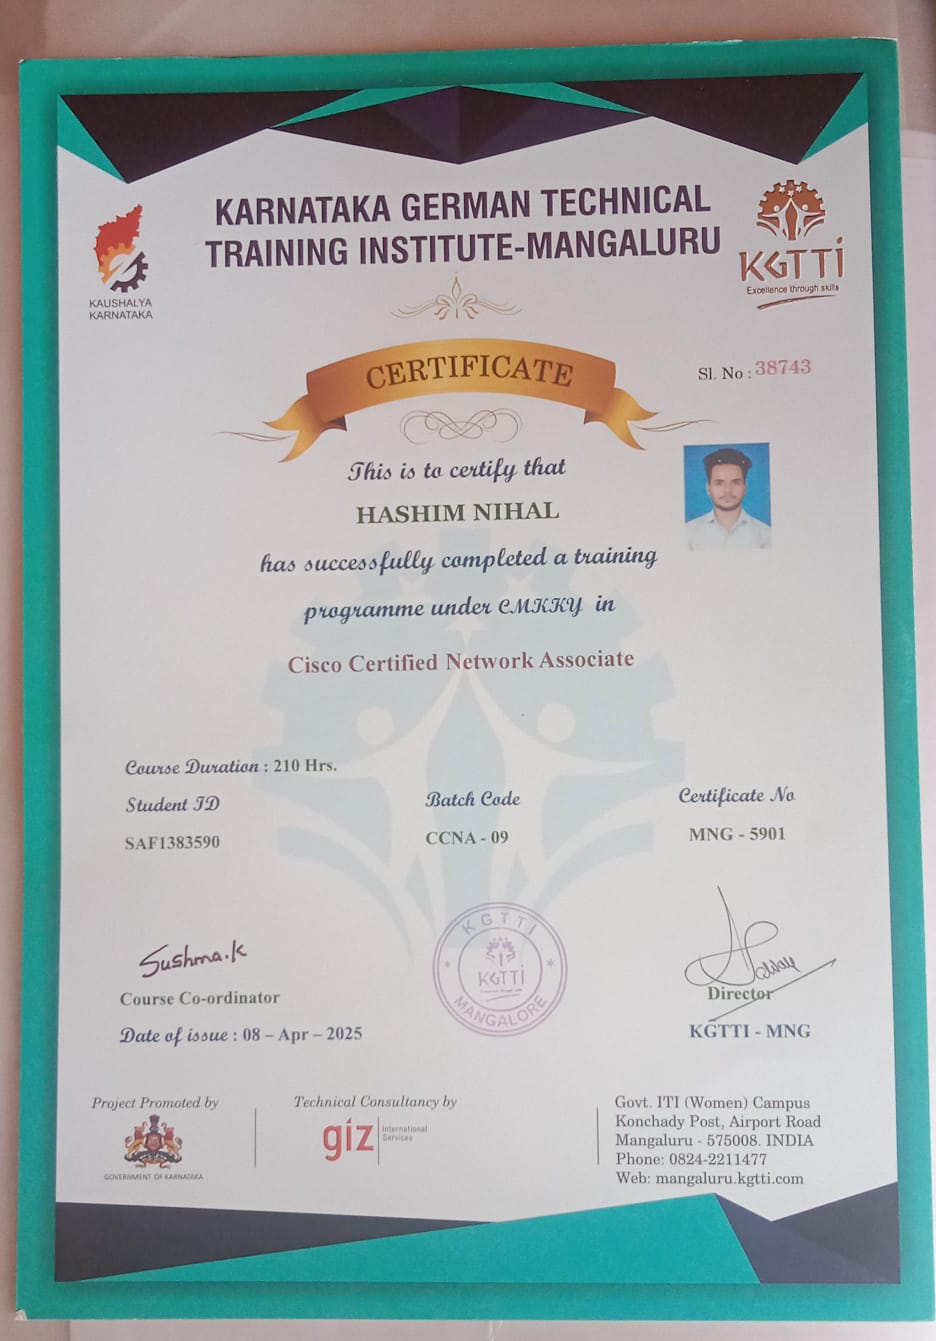 KARNATAKA GERMAN TECHNICAL
TRAINING INSTITUTE-MANGALURU
KAUSHALYA
KARNATAKA
KGTTI
Excellence through skills
CERTIFICATE
Sl. No : 38743
This is to certify that
HASHIM NIHAL
has successfully completed a training
programme under CMKKY in
Cisco Certified Network Associate
Course Duration : 210 Hrs.
Student ID
Batch Code
Certificate No
SAF1383590
CCNA - 09
MNG - 5901
Sushma.K
KGTTI
KGTTI
MANGALORE
Course Co-ordinator
Director
Date of issue : 08 – Apr – 2025
KGTTI - MNG
Project Promoted by
GOVERNMENT OF KARNATAKA
Technical Consultancy by
giz
International
Services
Govt. ITI (Women) Campus
Konchady Post, Airport Road
Mangaluru - 575008. INDIA
Phone: 0824-2211477
Web: mangaluru.kgtti.com